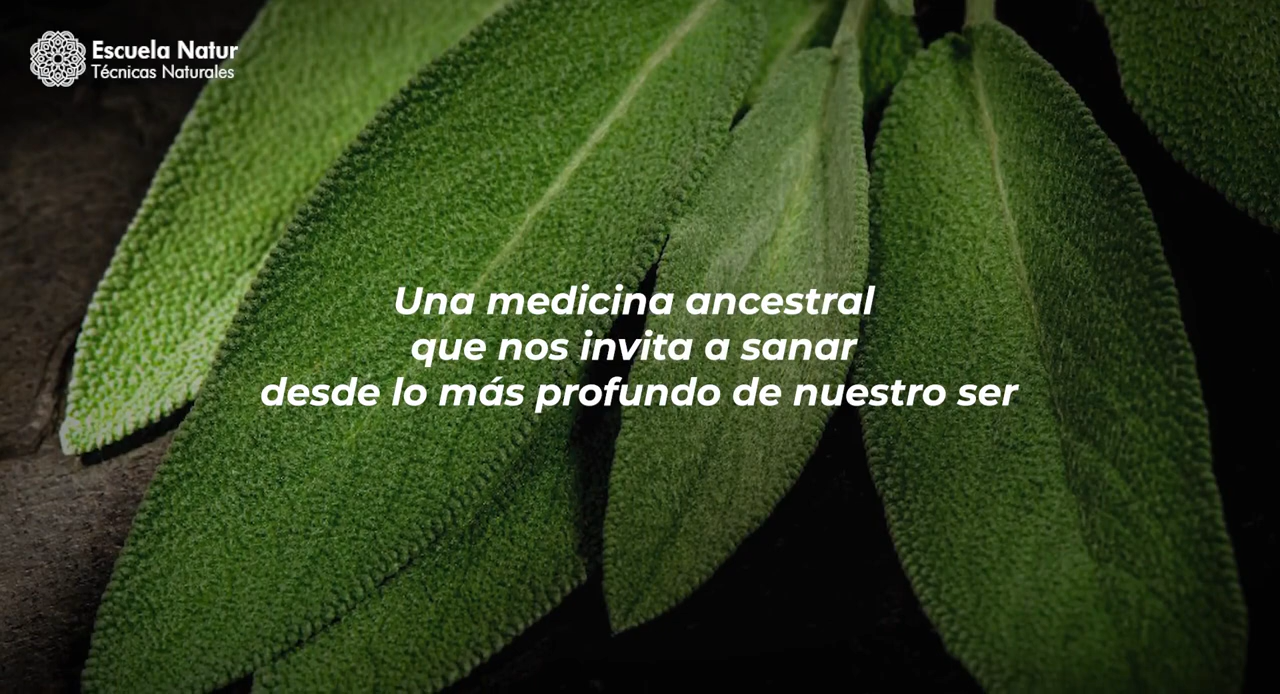 Escuela Natur
Técnicas Naturales
Una medicina ancestral
que nos invita a sanar
desde lo más profundo de nuestro ser